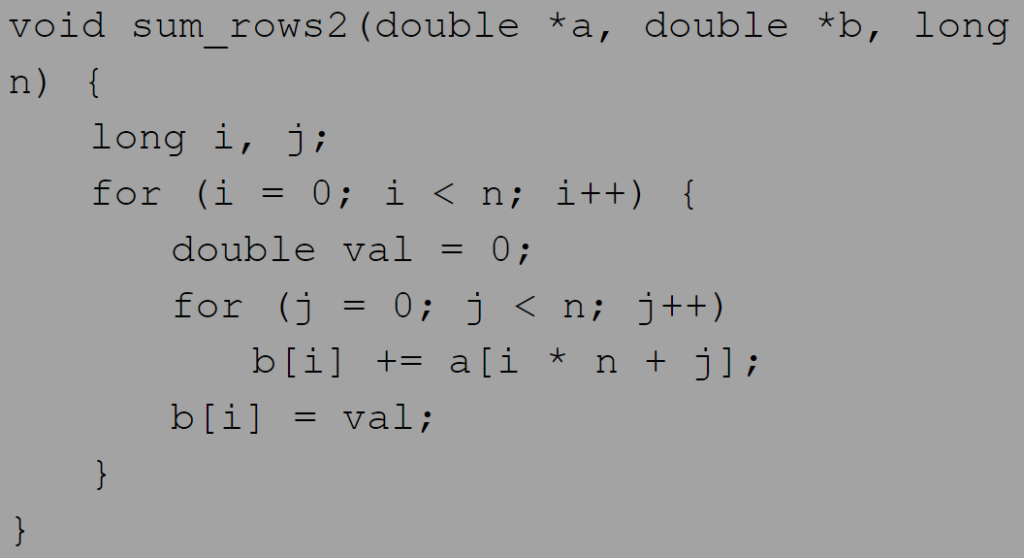 void sum_rows2(double *a, double *b, long
n) {
    long i, j;
    for (i = 0; i < n; i++) {
        double val = 0;
        for (j = 0; j < n; j++)
            b[i] += a[i * n + j];
        b[i] = val;
    }
}